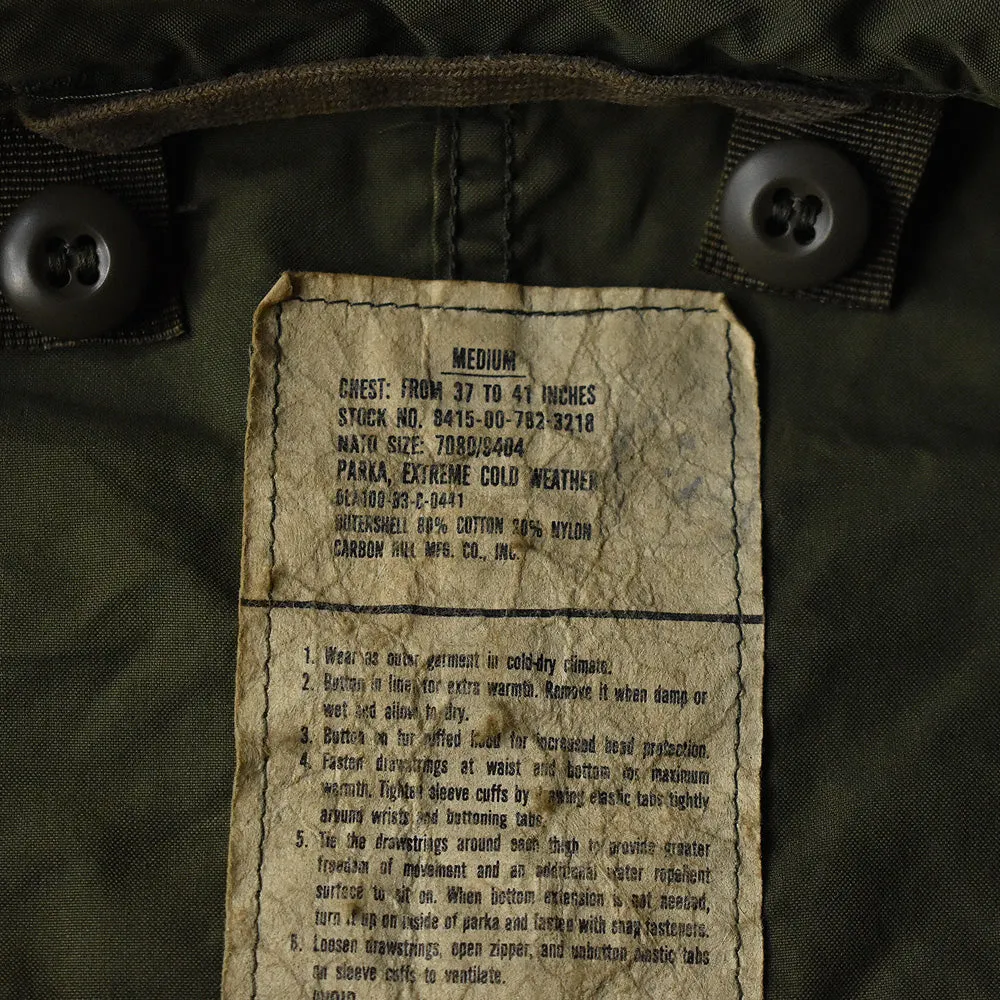 MEDIUM
CHEST: FROM 37 TO 41 INCHES
STOCK NO. 8415-00-782-3218
NATO SIZE: 7080/9404
PARKA, EXTREME COLD WEATHER
DLA100-83-C-0441
OUTERSHELL 80% COTTON 20% NYLON
CARBON HILL MFG. CO., INC.
1. Wear as outer garment in cold-dry climate.
2. Button in liner for extra warmth. Remove it when damp or
wet and allow to dry.
3. Button on fur ruffed hood for increased head protection.
4. Fasten drawstrings at waist and bottom for maximum
warmth. Tighten sleeve cuffs by drawing elastic tabs tightly
around wrists and buttoning tabs.
5. Tie the drawstrings around each thigh to provide greater
freedom of movement and an additional water repellent
surface to sit on. When bottom extension is not needed,
turn it up on inside of parka and fasten with snap fasteners.
6. Loosen drawstrings, open zipper, and unbutton elastic tabs
on sleeve cuffs to ventilate.